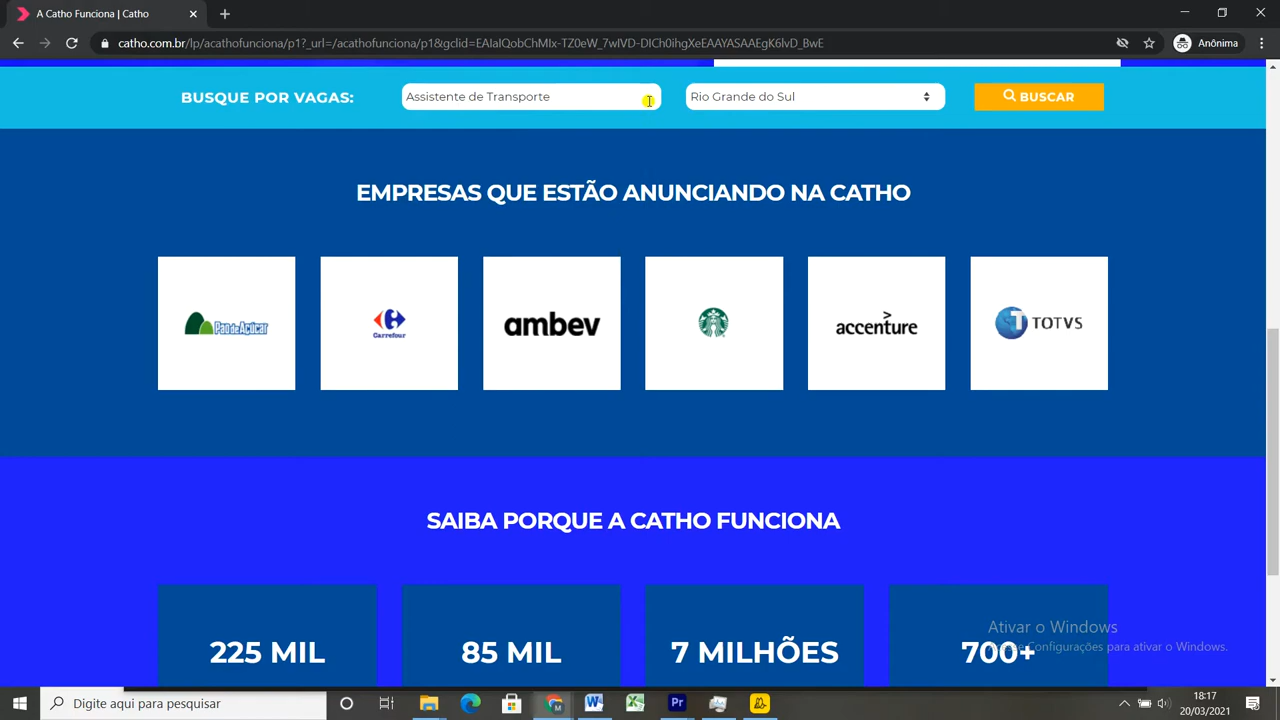 A Catho Funciona | Catho
catho.com.br/lp/acathofunciona/p1?_url=/acathofunciona/p1&gclid=EAIaIQobChMIx-TZ0eW_7wIVD-DICh0ihgXeEAAYASAAEgK6lvD_BwE
Anônima
BUSQUE POR VAGAS:
Assistente de Transporte
Rio Grande do Sul
BUSCAR
EMPRESAS QUE ESTÃO ANUNCIANDO NA CATHO
Pão de Açúcar
Carrefour
ambev
accenture
TOTVS
SAIBA PORQUE A CATHO FUNCIONA
225 MIL
85 MIL
7 MILHÕES
700+
Ativar o Windows
Configurações para ativar o Windows.
Digite aqui para pesquisar
18:17
20/03/2021